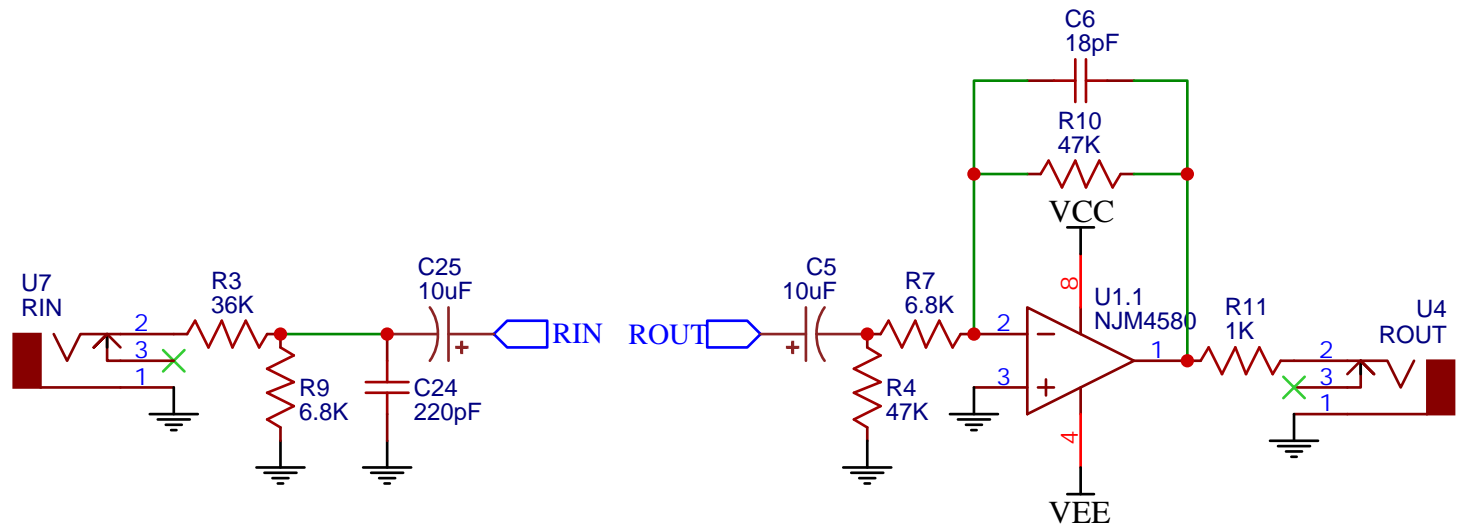 C6
18pF
R10
47K
VCC
U7
RIN
R3
36K
C25
10uF
RIN
ROUT
C5
10uF
R7
6.8K
8
U1.1
NJM4580
R11
1K
U4
ROUT
2
3
1
R9
6.8K
C24
220pF
R4
47K
2
3
1
4
2
3
1
VEE